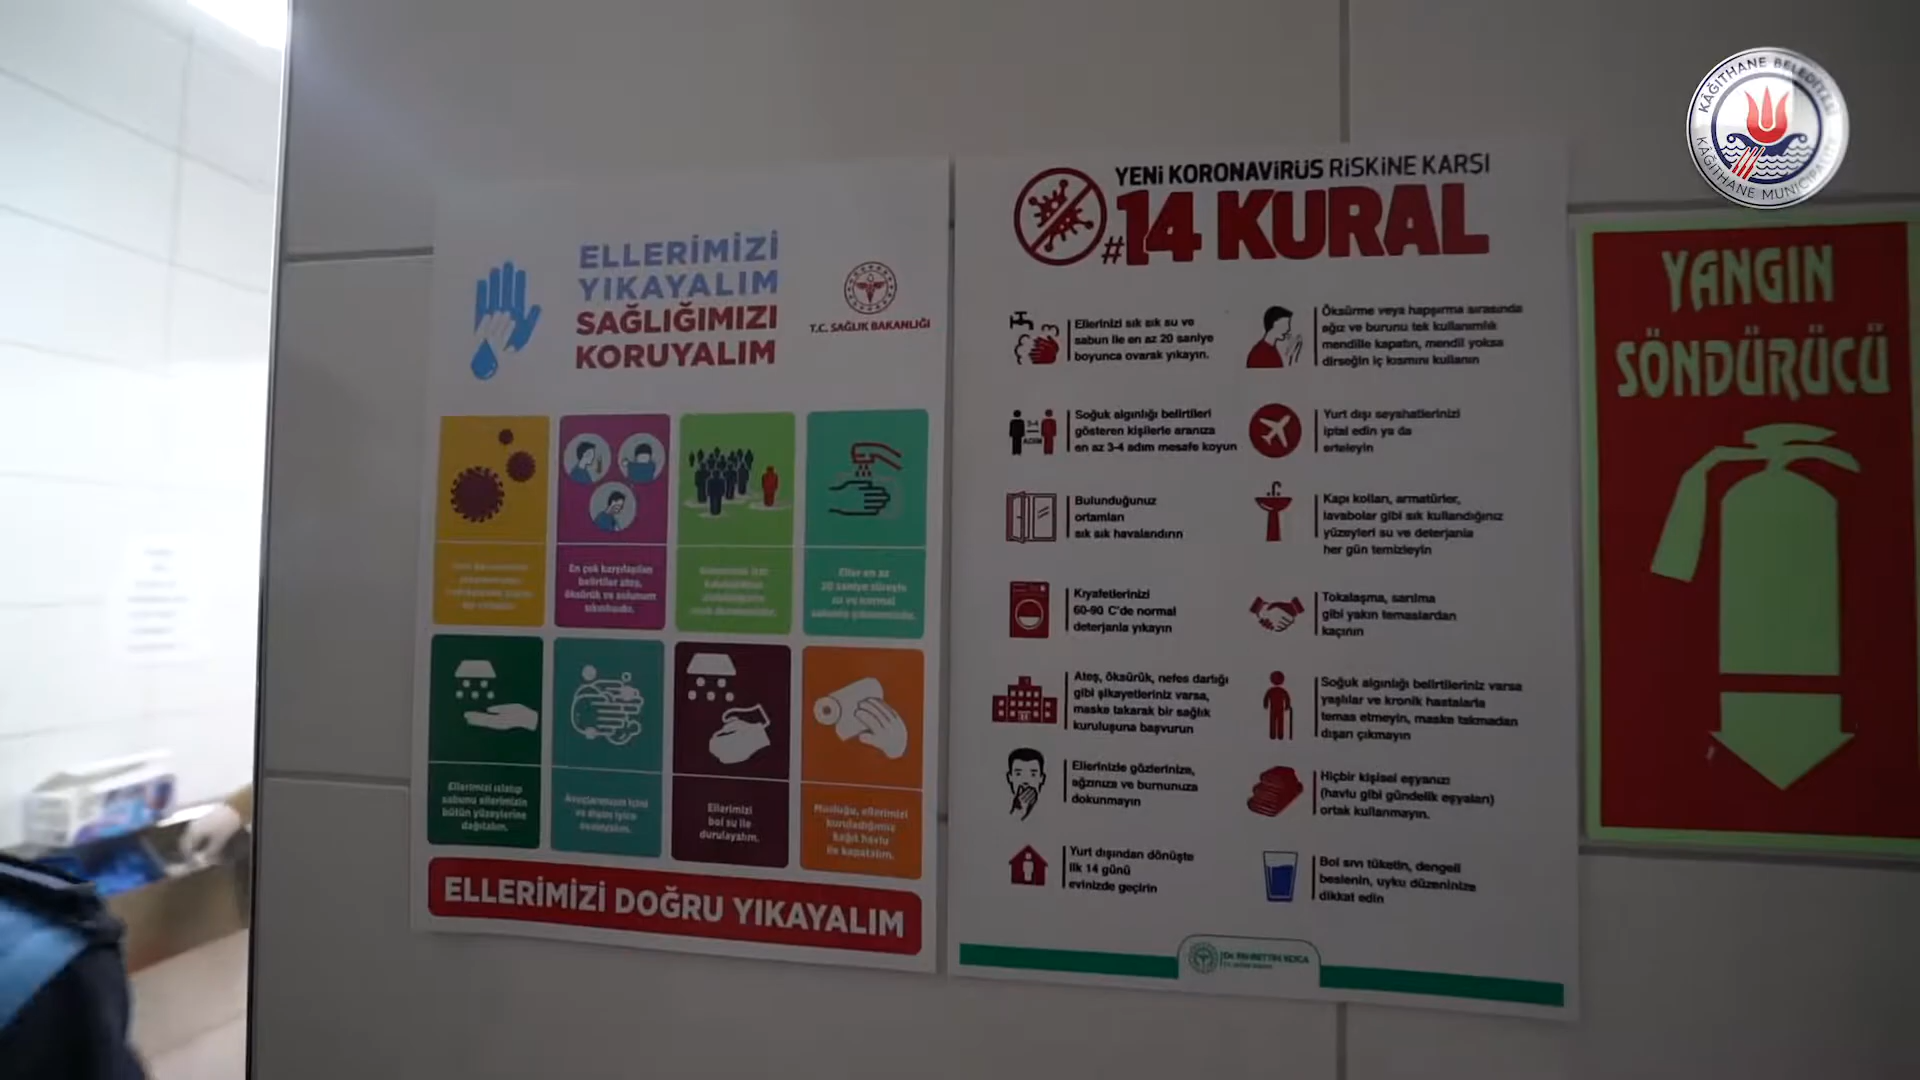 KÂĞITHANE BELEDİYESİ
KÂĞITHANE MUNICIPALITY
ELLERİMİZİ
YIKAYALIM
SAĞLIĞIMIZI
KORUYALIM
T.C. SAĞLIK BAKANLIĞI
En çok karşılaşılan
belirtiler ateş,
öksürük ve solunum
sıkıntısıdır.
Eller en az
20 saniye süreyle
su ve normal
sabunla yıkanmalıdır.
Ellerimizi ıslatıp
sabunu ellerimizin
bütün yüzeylerine
dağıtalım.
Avuçlarımızın içini
ve dışını iyice
ovalayalım.
Ellerimizi
bol su ile
durulayalım.
Musluğu, ellerimizi
kuruladığımız
kağıt havlu
ile kapatalım.
ELLERİMİZİ DOĞRU YIKAYALIM
YENİ KORONAVİRÜS RİSKİNE KARŞI
#14 KURAL
Ellerinizi sık sık su ve
sabun ile en az 20 saniye
boyunca ovarak yıkayın.
3-4
ADIM
Soğuk algınlığı belirtileri
gösteren kişilerle aranıza
en az 3-4 adım mesafe koyun
Bulunduğunuz
ortamları
sık sık havalandırın
Kıyafetlerinizi
60-90 C'de normal
deterjanla yıkayın
Ateş, öksürük, nefes darlığı
gibi şikayetleriniz varsa,
maske takarak bir sağlık
kuruluşuna başvurun
Ellerinizle gözlerinize,
ağzınıza ve burnunuza
dokunmayın
Yurt dışından dönüşte
ilk 14 günü
evinizde geçirin
Öksürme veya hapşırma sırasında
ağız ve burunu tek kullanımlık
mendille kapatın, mendil yoksa
dirseğin iç kısmını kullanın
Yurt dışı seyahatlerinizi
iptal edin ya da
erteleyin
Kapı kolları, armatürler,
lavabolar gibi sık kullandığınız
yüzeyleri su ve deterjanla
her gün temizleyin
Tokalaşma, sarılma
gibi yakın temaslardan
kaçının
Soğuk algınlığı belirtileriniz varsa
yaşlılar ve kronik hastalarla
temas etmeyin, maske takmadan
dışarı çıkmayın
Hiçbir kişisel eşyanızı
(havlu gibi gündelik eşyaları)
ortak kullanmayın.
Bol sıvı tüketin, dengeli
beslenin, uyku düzeninize
dikkat edin
Dr. FAHRETTİN KOCA
YANGIN
SÖNDÜRÜCÜ